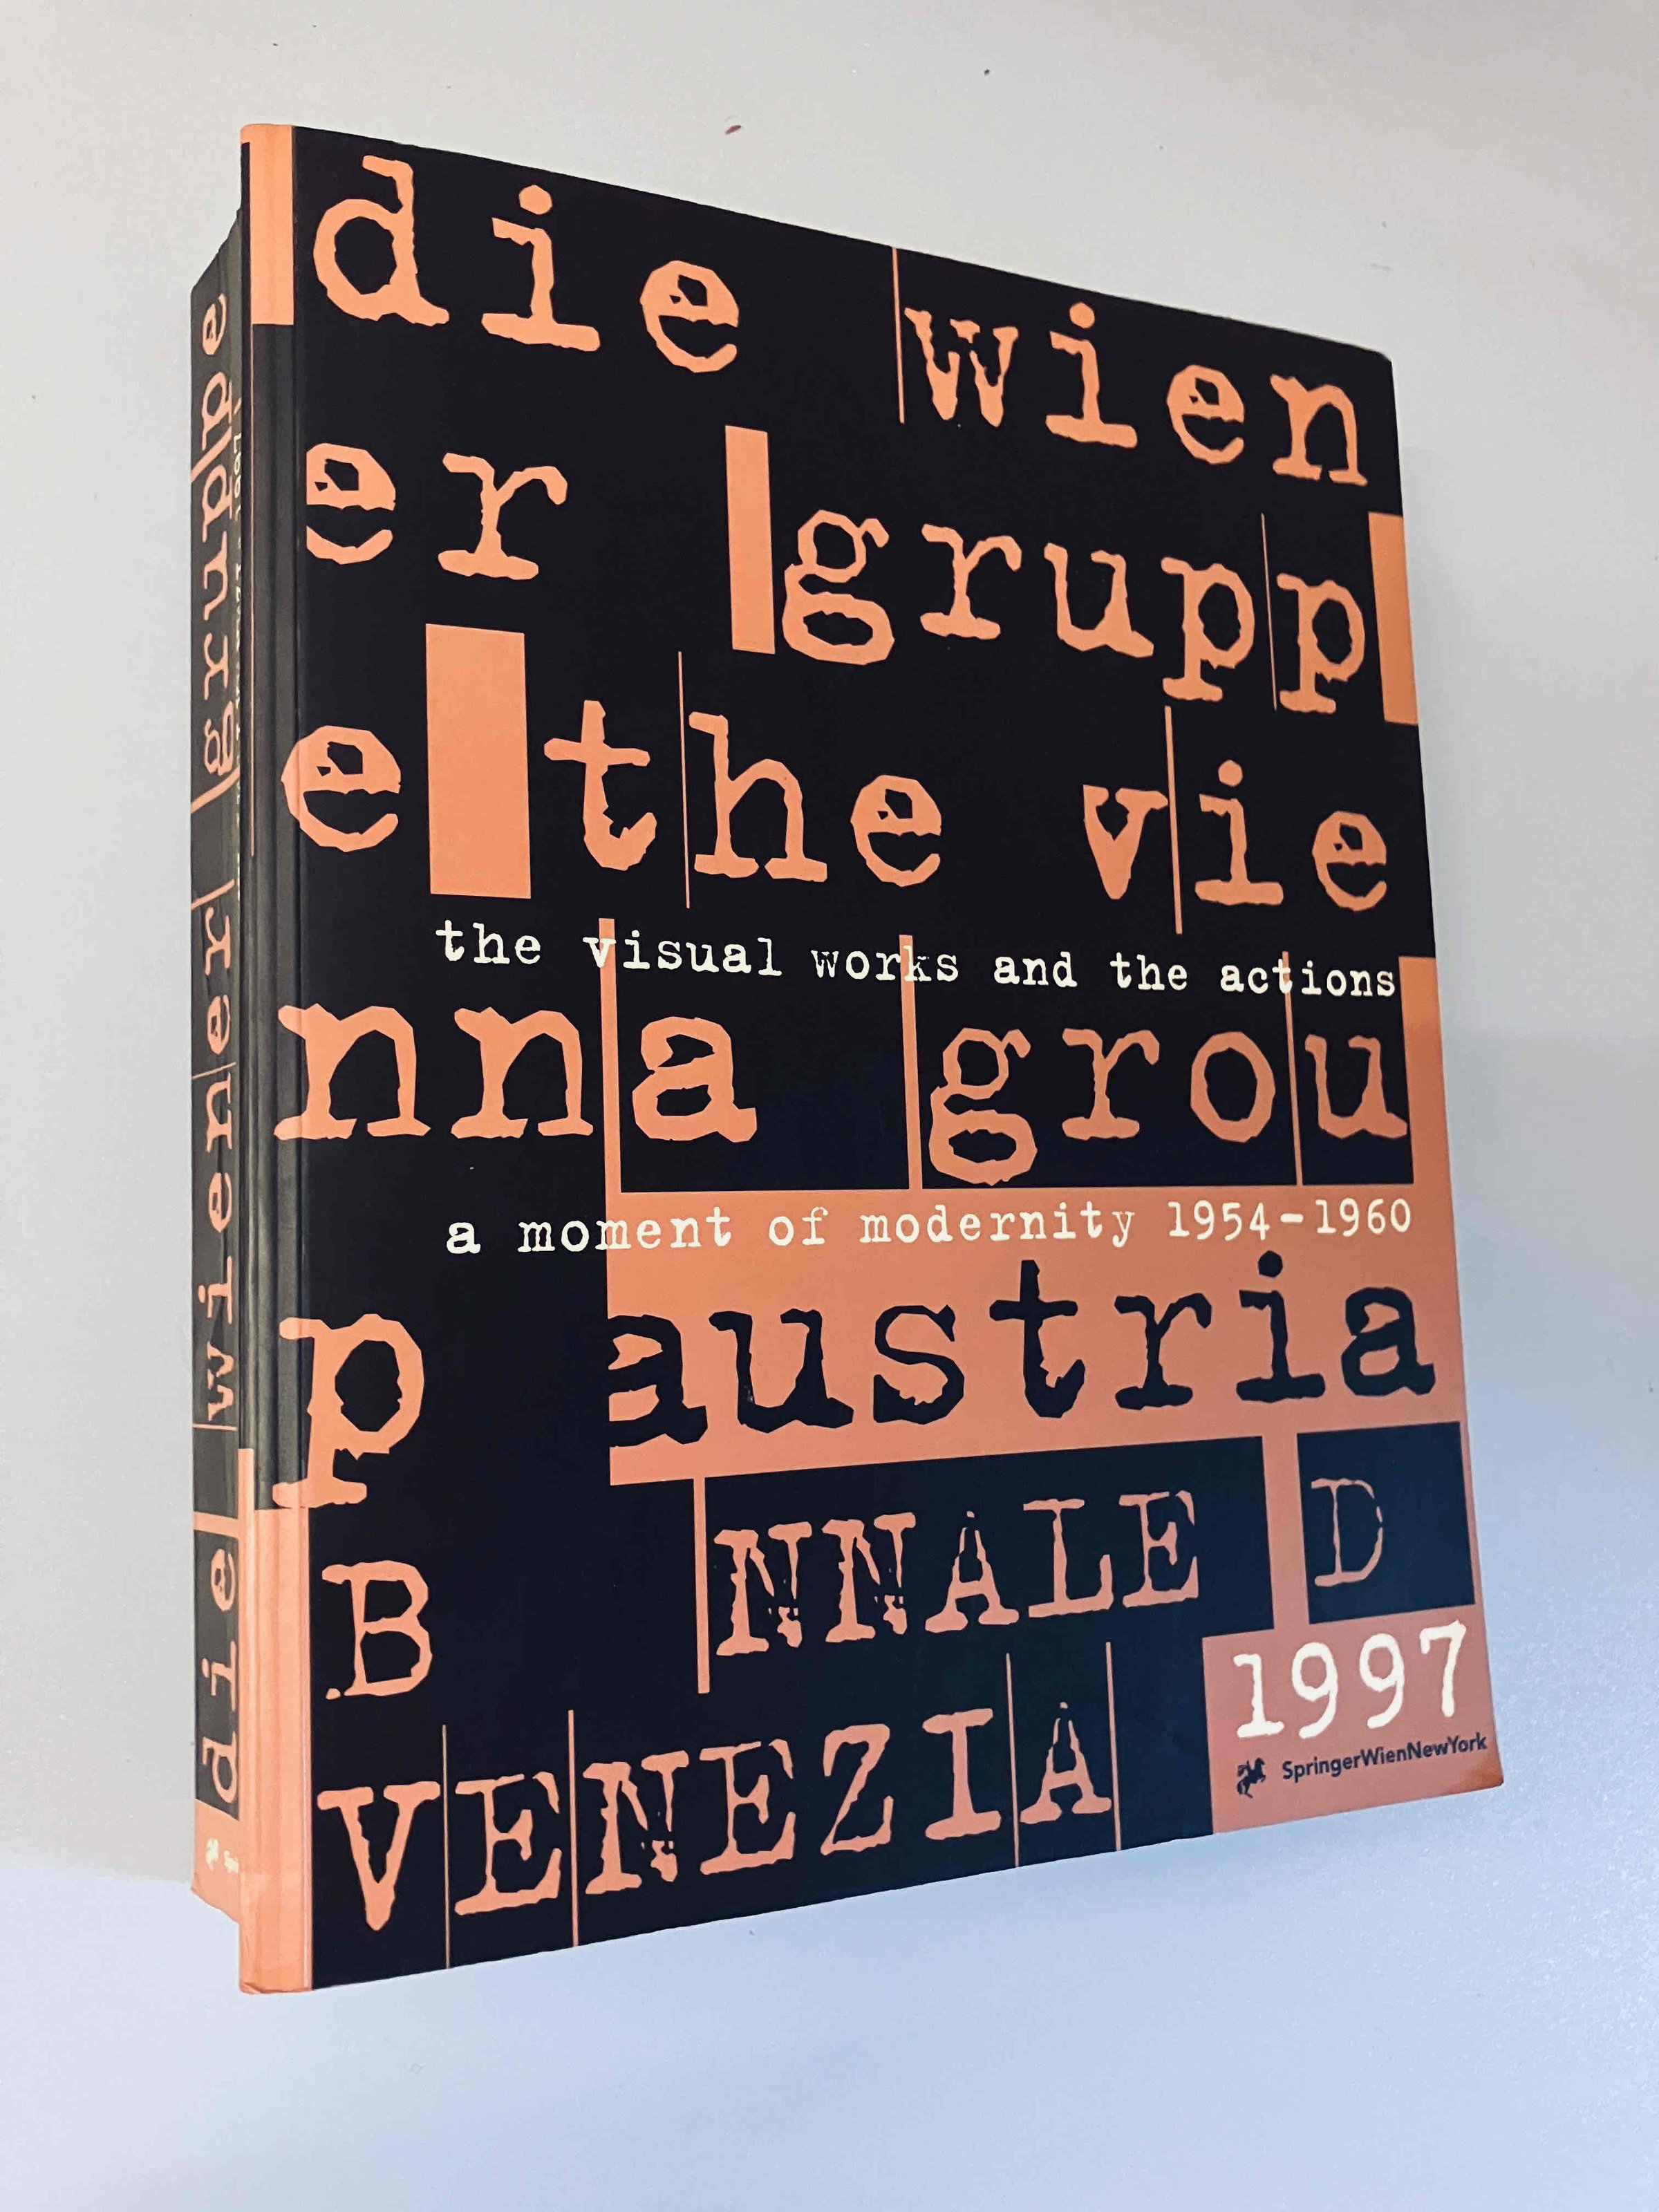 die wien
er grupp
e the vie
the visual works and the actions
nna grou
a moment of modernity 1954-1960
p austria
B NNALE D
VENEZIA
1997
SpringerWienNewYork
die wiener gruppe